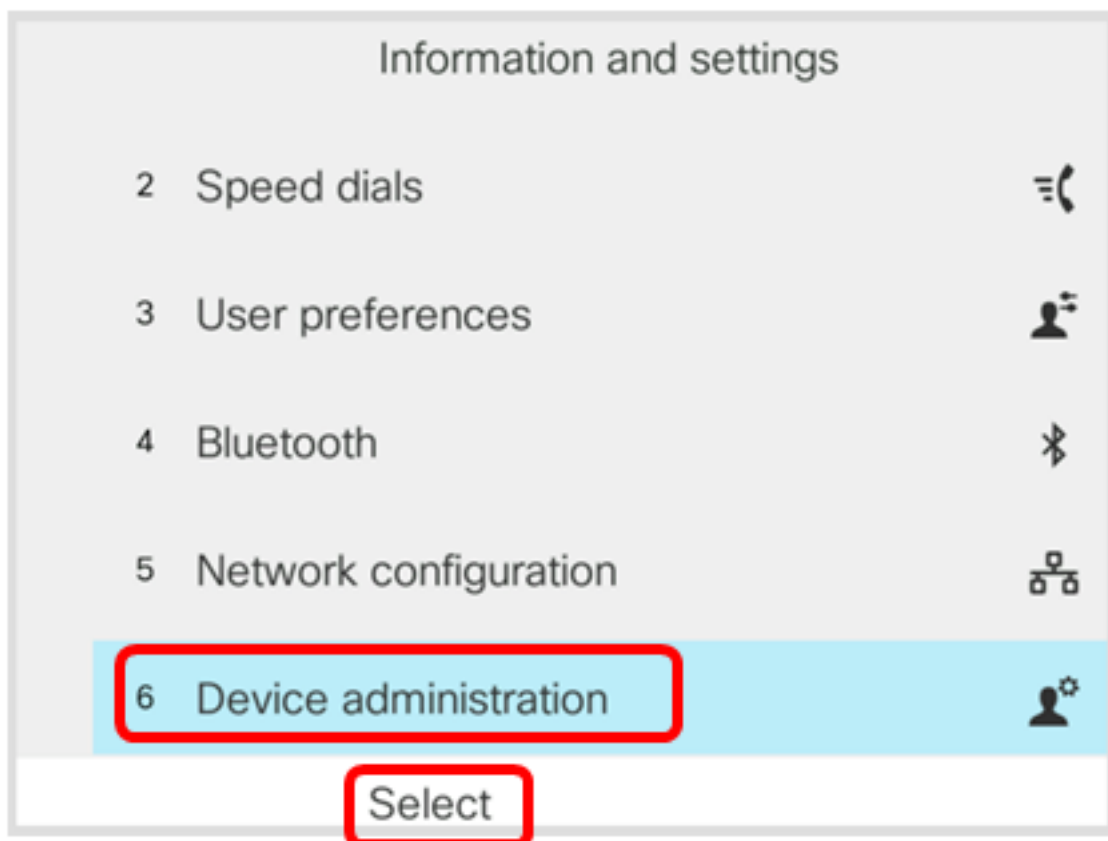 Information and settings
2 Speed dials
3 User preferences
4 Bluetooth
5 Network configuration
6 Device administration
Select